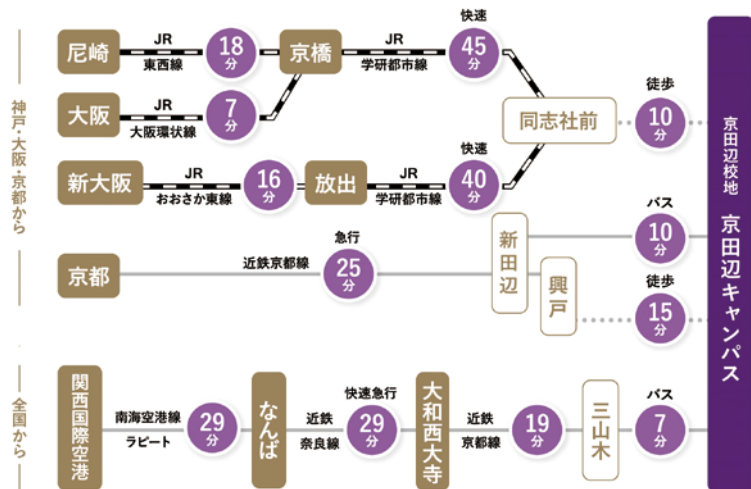 神戸・大阪・京都から
尼崎
JR
東西線
18分
京橋
JR
学研都市線
快速
45分
大阪
JR
大阪環状線
7分
同志社前
徒歩
10分
新大阪
JR
おおさか東線
16分
放出
JR
学研都市線
快速
40分
京都
近鉄京都線
急行
25分
新田辺
バス
10分
興戸
徒歩
15分
全国から
関西国際空港
南海空港線
ラピート
29分
なんば
近鉄
奈良線
快速急行
29分
大和西大寺
近鉄
京都線
19分
三山木
バス
7分
京田辺校地 京田辺キャンパス